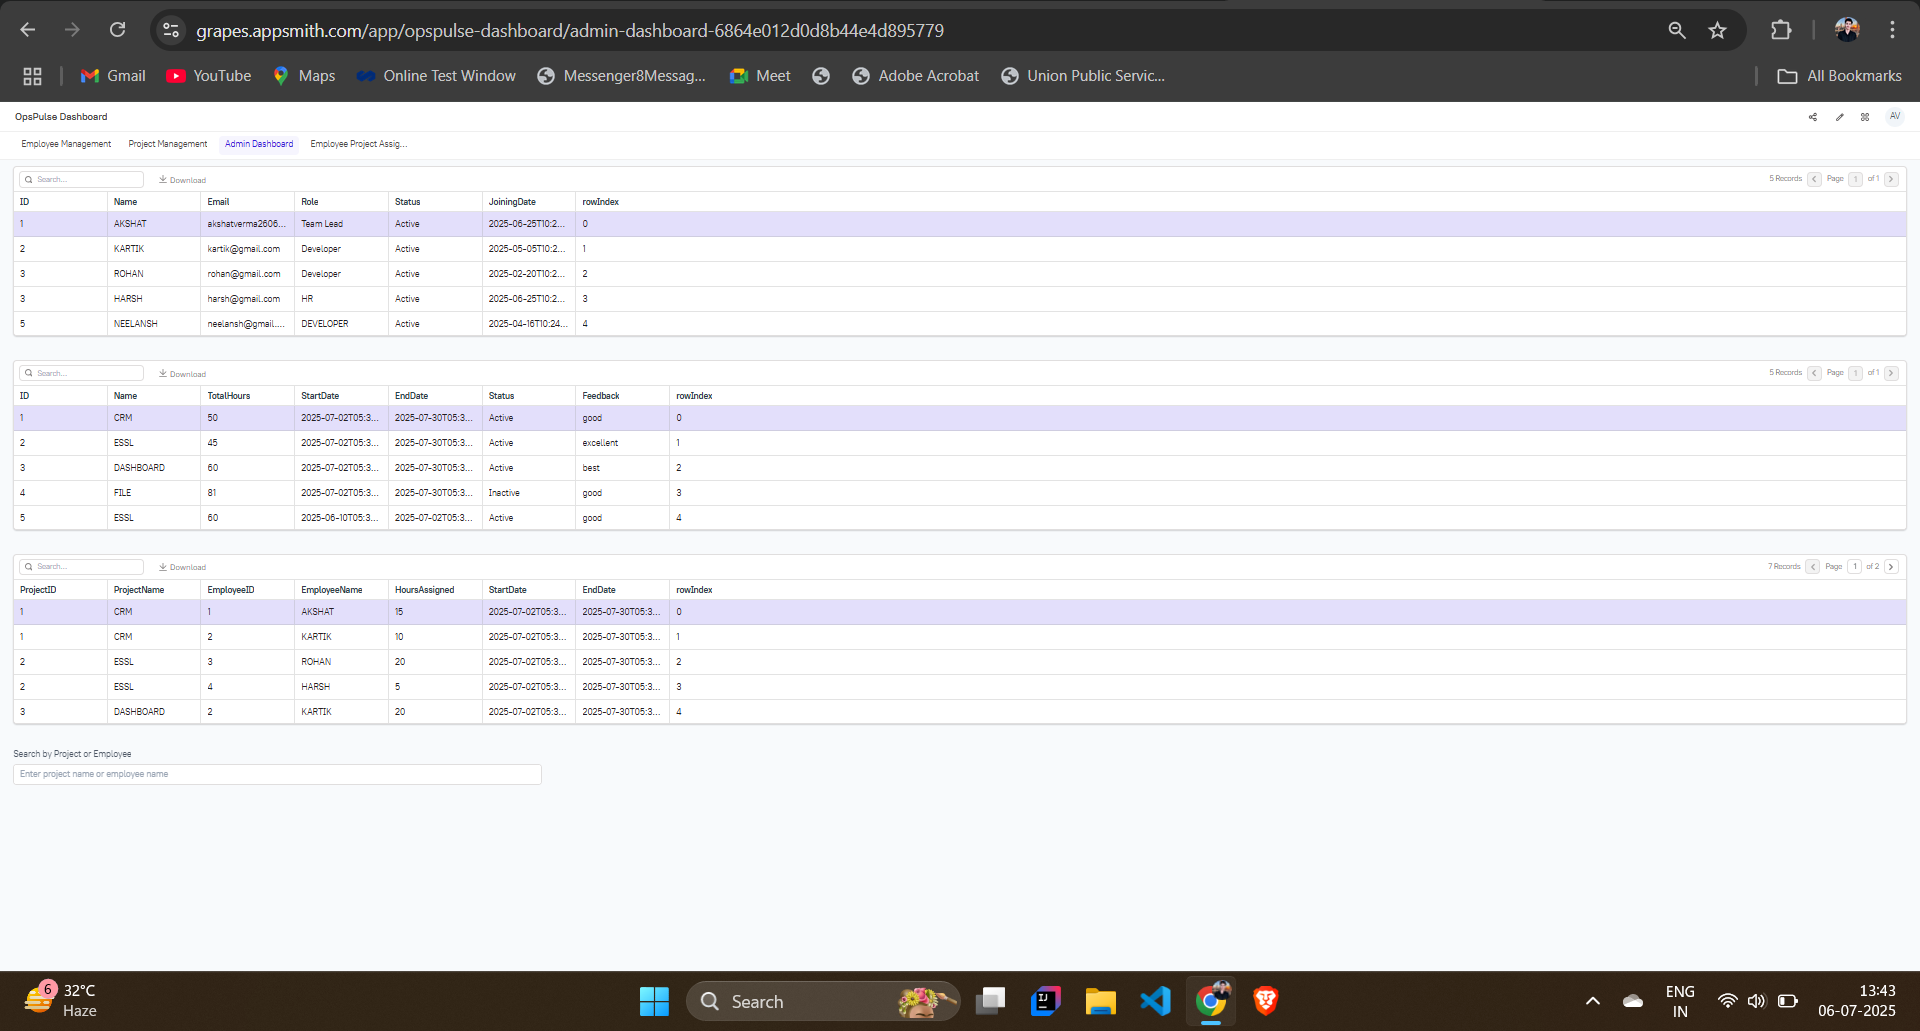 grapes.appsmith.com/app/opspulse-dashboard/admin-dashboard-6864e012d0d8b44e4d895779
Gmail YouTube Maps Online Test Window Messenger8Messag... Meet Adobe Acrobat Union Public Servic... All Bookmarks
OpsPulse Dashboard AV
Employee Management Project Management Admin Dashboard Employee Project Assig...
Search... Download 5 Records Page 1 of 1
ID Name Email Role Status JoiningDate rowIndex
1 AKSHAT akshatverma2606... Team Lead Active 2025-06-25T10:2... 0
2 KARTIK kartik@gmail.com Developer Active 2025-05-05T10:2... 1
3 ROHAN rohan@gmail.com Developer Active 2025-02-20T10:2... 2
3 HARSH harsh@gmail.com HR Active 2025-06-25T10:2... 3
5 NEELANSH neelansh@gmail.... DEVELOPER Active 2025-04-16T10:24... 4
Search... Download 5 Records Page 1 of 1
ID Name TotalHours StartDate EndDate Status Feedback rowIndex
1 CRM 50 2025-07-02T05:3... 2025-07-30T05:3... Active good 0
2 ESSL 45 2025-07-02T05:3... 2025-07-30T05:3... Active excellent 1
3 DASHBOARD 60 2025-07-02T05:3... 2025-07-30T05:3... Active best 2
4 FILE 81 2025-07-02T05:3... 2025-07-30T05:3... Inactive good 3
5 ESSL 60 2025-06-10T05:3... 2025-07-02T05:3... Active good 4
Search... Download 7 Records Page 1 of 2
ProjectID ProjectName EmployeeID EmployeeName HoursAssigned StartDate EndDate rowIndex
1 CRM 1 AKSHAT 15 2025-07-02T05:3... 2025-07-30T05:3... 0
1 CRM 2 KARTIK 10 2025-07-02T05:3... 2025-07-30T05:3... 1
2 ESSL 3 ROHAN 20 2025-07-02T05:3... 2025-07-30T05:3... 2
2 ESSL 4 HARSH 5 2025-07-02T05:3... 2025-07-30T05:3... 3
3 DASHBOARD 2 KARTIK 20 2025-07-02T05:3... 2025-07-30T05:3... 4
Search by Project or Employee
Enter project name or employee name
6 32°C
Haze
Search
ENG
IN
13:43
06-07-2025